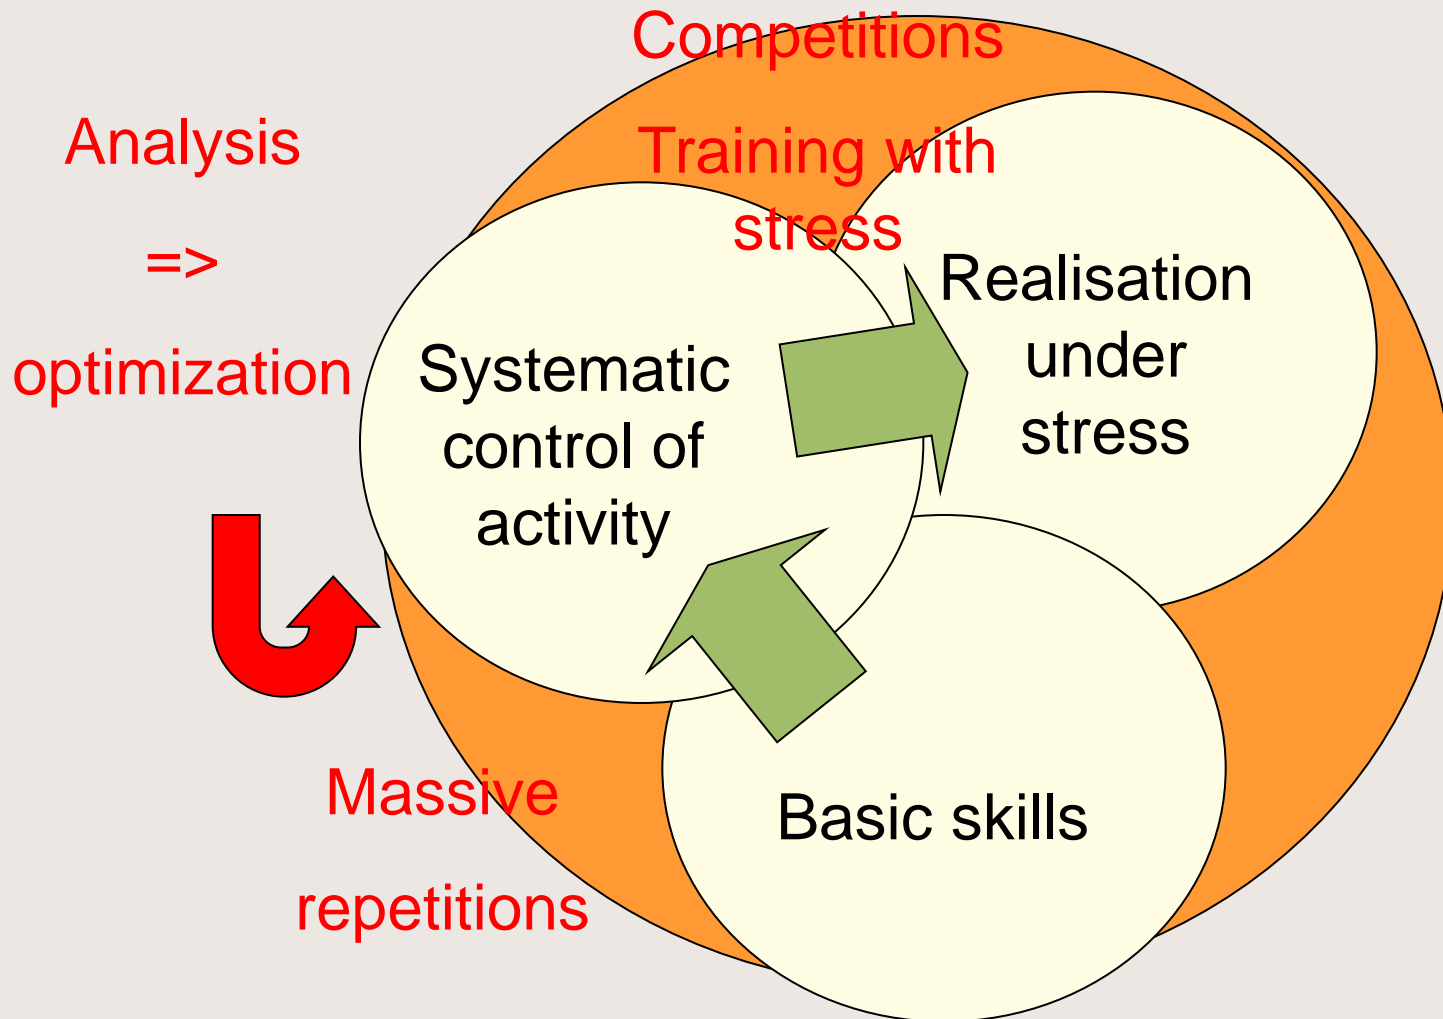 Competitions
Training with
stress
Analysis
=>
optimization
Systematic
control of
activity
Realisation
under
stress
Massive
repetitions
Basic skills